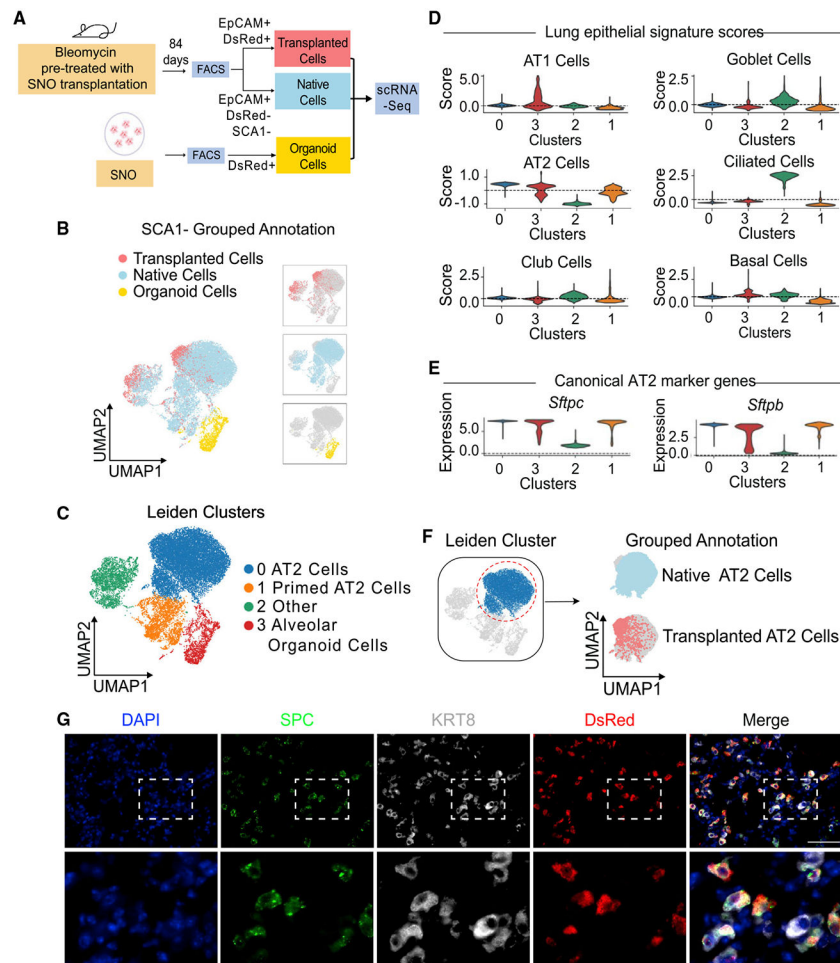 A
Bleomycin
pre-treated with
SNO transplantation
84
days
FACS
EpCAM+
DsRed+
Transplanted
Cells
Native
Cells
EpCAM+
DsRed-
SCA1-
scRNA
-Seq
SNO
FACS
DsRed+
Organoid
Cells
B
SCA1- Grouped Annotation
Transplanted Cells
Native Cells
Organoid Cells
UMAP2
UMAP1
C
Leiden Clusters
0 AT2 Cells
1 Primed AT2 Cells
2 Other
3 Alveolar
Organoid Cells
UMAP2
UMAP1
D
Lung epithelial signature scores
AT1 Cells
Score
5.0
0.0
0 3 2 1
Clusters
Goblet Cells
Score
2.5
0.0
0 3 2 1
Clusters
AT2 Cells
Score
1.0
-1.0
0 3 2 1
Clusters
Ciliated Cells
Score
2.5
0.0
0 3 2 1
Clusters
Club Cells
Score
2.5
0.0
0 3 2 1
Clusters
Basal Cells
Score
2.5
0.0
0 3 2 1
Clusters
E
Canonical AT2 marker genes
Sftpc
Expression
5.0
0.0
0 3 2 1
Clusters
Sftpb
Expression
2.5
0.0
0 3 2 1
Clusters
F
Leiden Cluster
Grouped Annotation
Native AT2 Cells
Transplanted AT2 Cells
UMAP2
UMAP1
G
DAPI
SPC
KRT8
DsRed
Merge